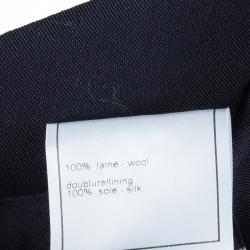 100% laine - wool
doublure/lining
100% soie - silk